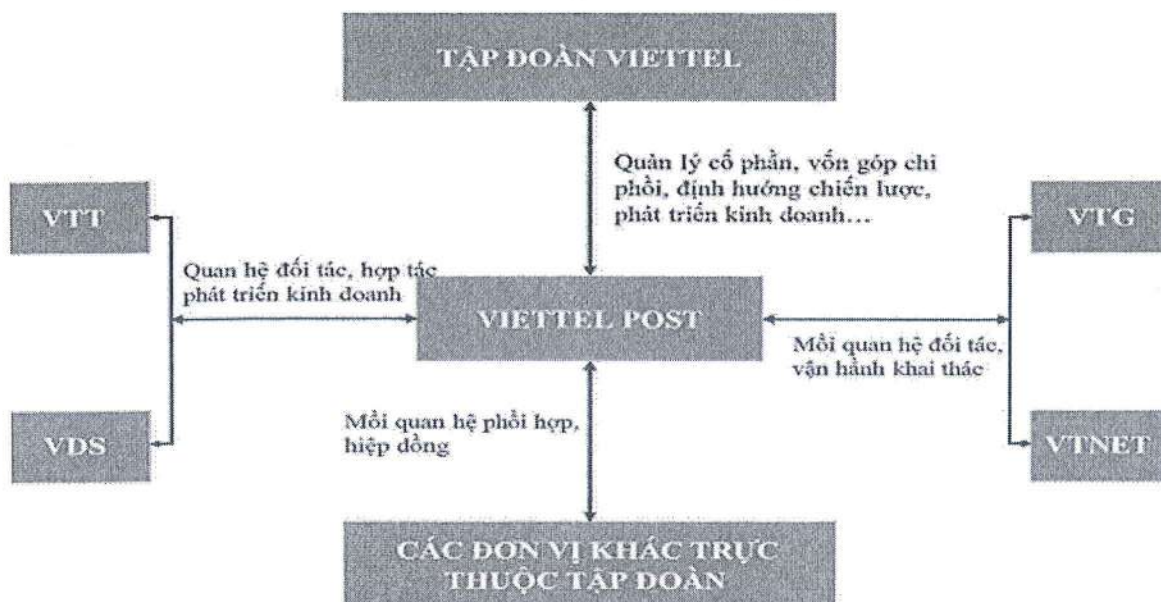 TẬP ĐOÀN VIETTEL
Quản lý cổ phần, vốn góp chi
phối, định hướng chiến lược,
phát triển kinh doanh...
VTT
VTG
Quan hệ đối tác, hợp tác
phát triển kinh doanh
VIETTEL POST
Mối quan hệ đối tác,
vận hành khai thác
Mối quan hệ phối hợp,
hiệp đồng
VDS
VTNET
CÁC ĐƠN VỊ KHÁC TRỰC
THUỘC TẬP ĐOÀN